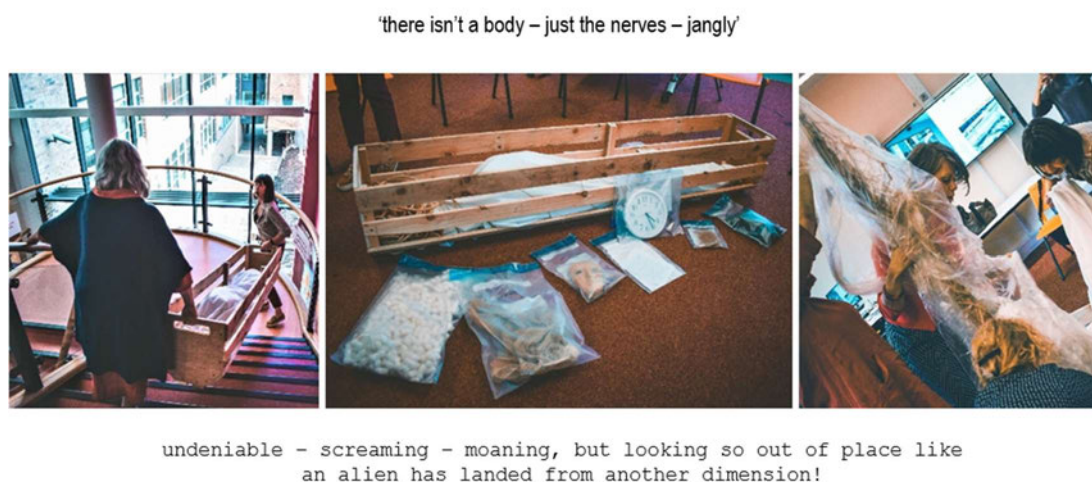 ‘there isn’t a body – just the nerves – jangly’
undeniable – screaming – moaning, but looking so out of place like
an alien has landed from another dimension!